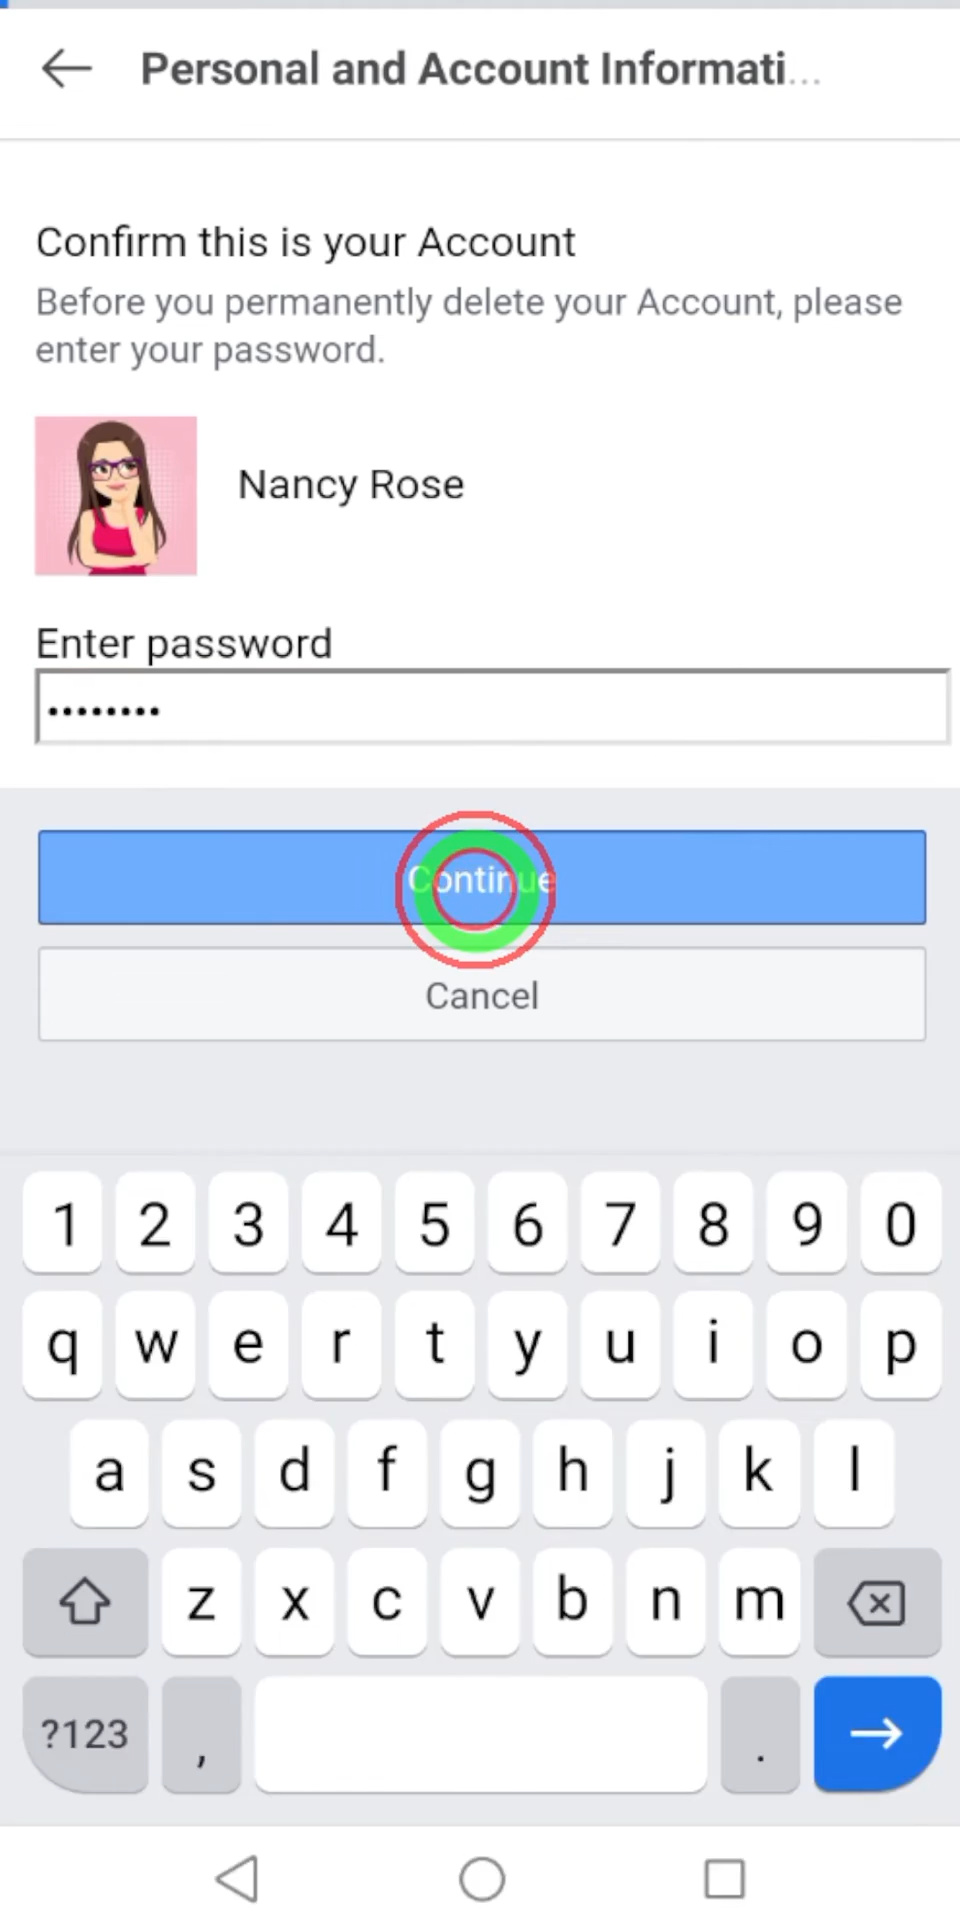 Personal and Account Informati...
Confirm this is your Account
Before you permanently delete your Account, please
enter your password.
Nancy Rose
Enter password
••••••••
Continue
Cancel
1 2 3 4 5 6 7 8 9 0
q w e r t y u i o p
a s d f g h j k l
z x c v b n m
?123 , .